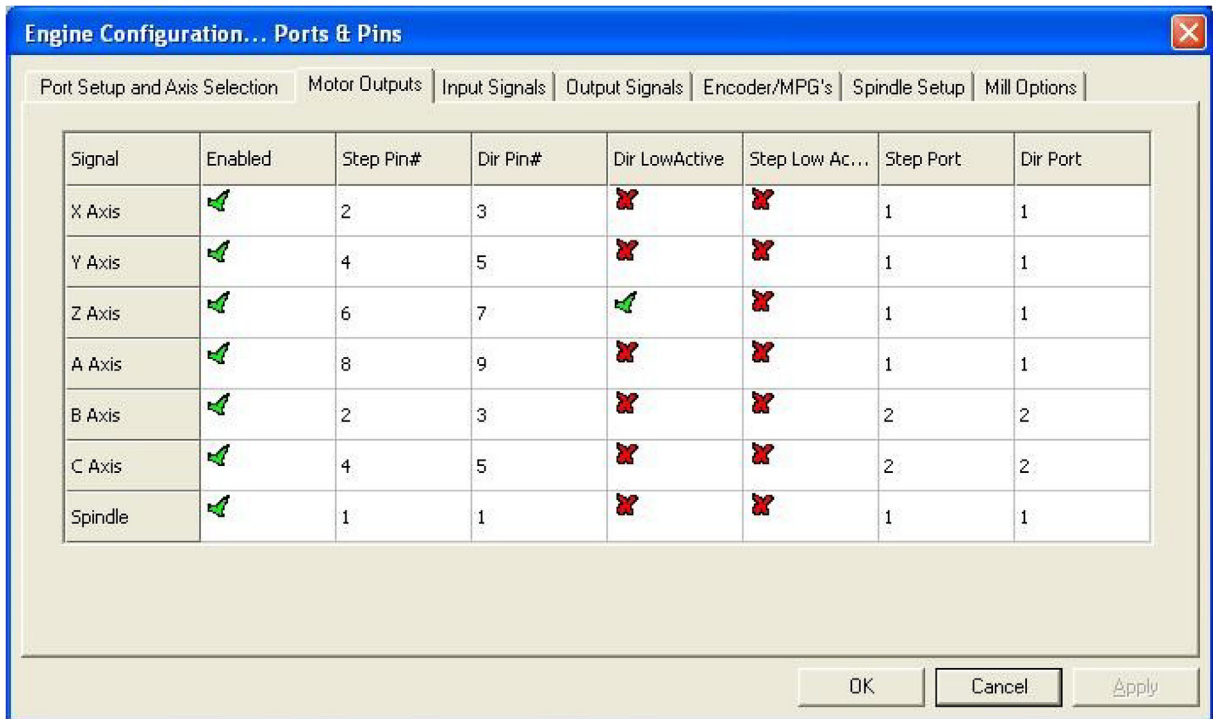 Engine Configuration... Ports & Pins
Port Setup and Axis Selection Motor Outputs Input Signals Output Signals Encoder/MPG's Spindle Setup Mill Options
Signal Enabled Step Pin# Dir Pin# Dir LowActive Step Low Ac... Step Port Dir Port
X Axis 2 3 1 1
Y Axis 4 5 1 1
Z Axis 6 7 1 1
A Axis 8 9 1 1
B Axis 2 3 2 2
C Axis 4 5 2 2
Spindle 1 1 1 1
OK Cancel Apply